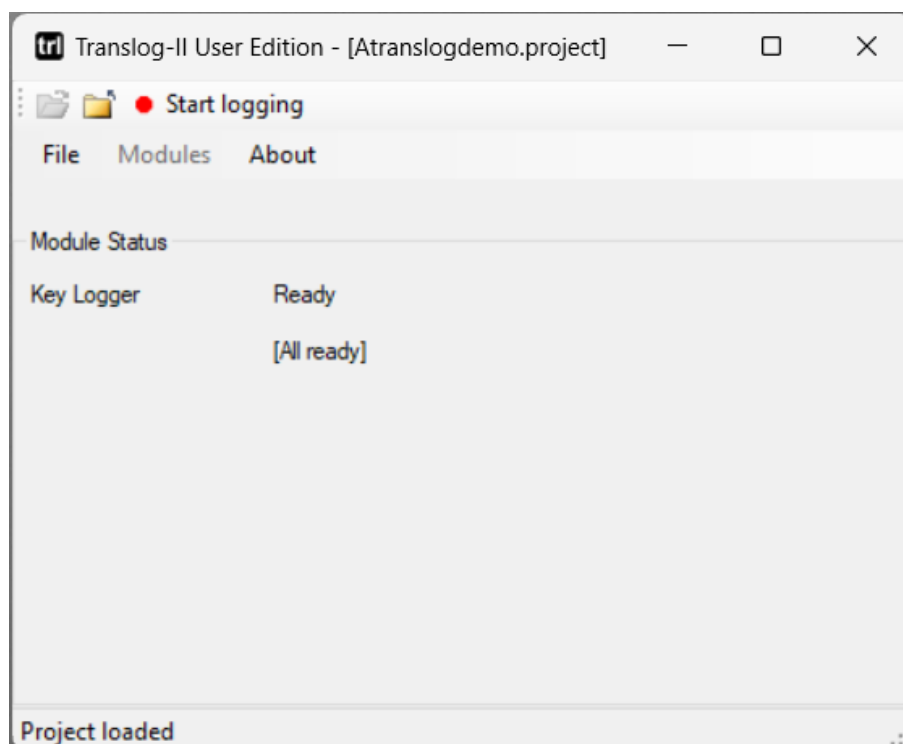 trl Translog-II User Edition - [Atranslogdemo.project]
Start logging
File Modules About
Module Status
Key Logger Ready
[All ready]
Project loaded